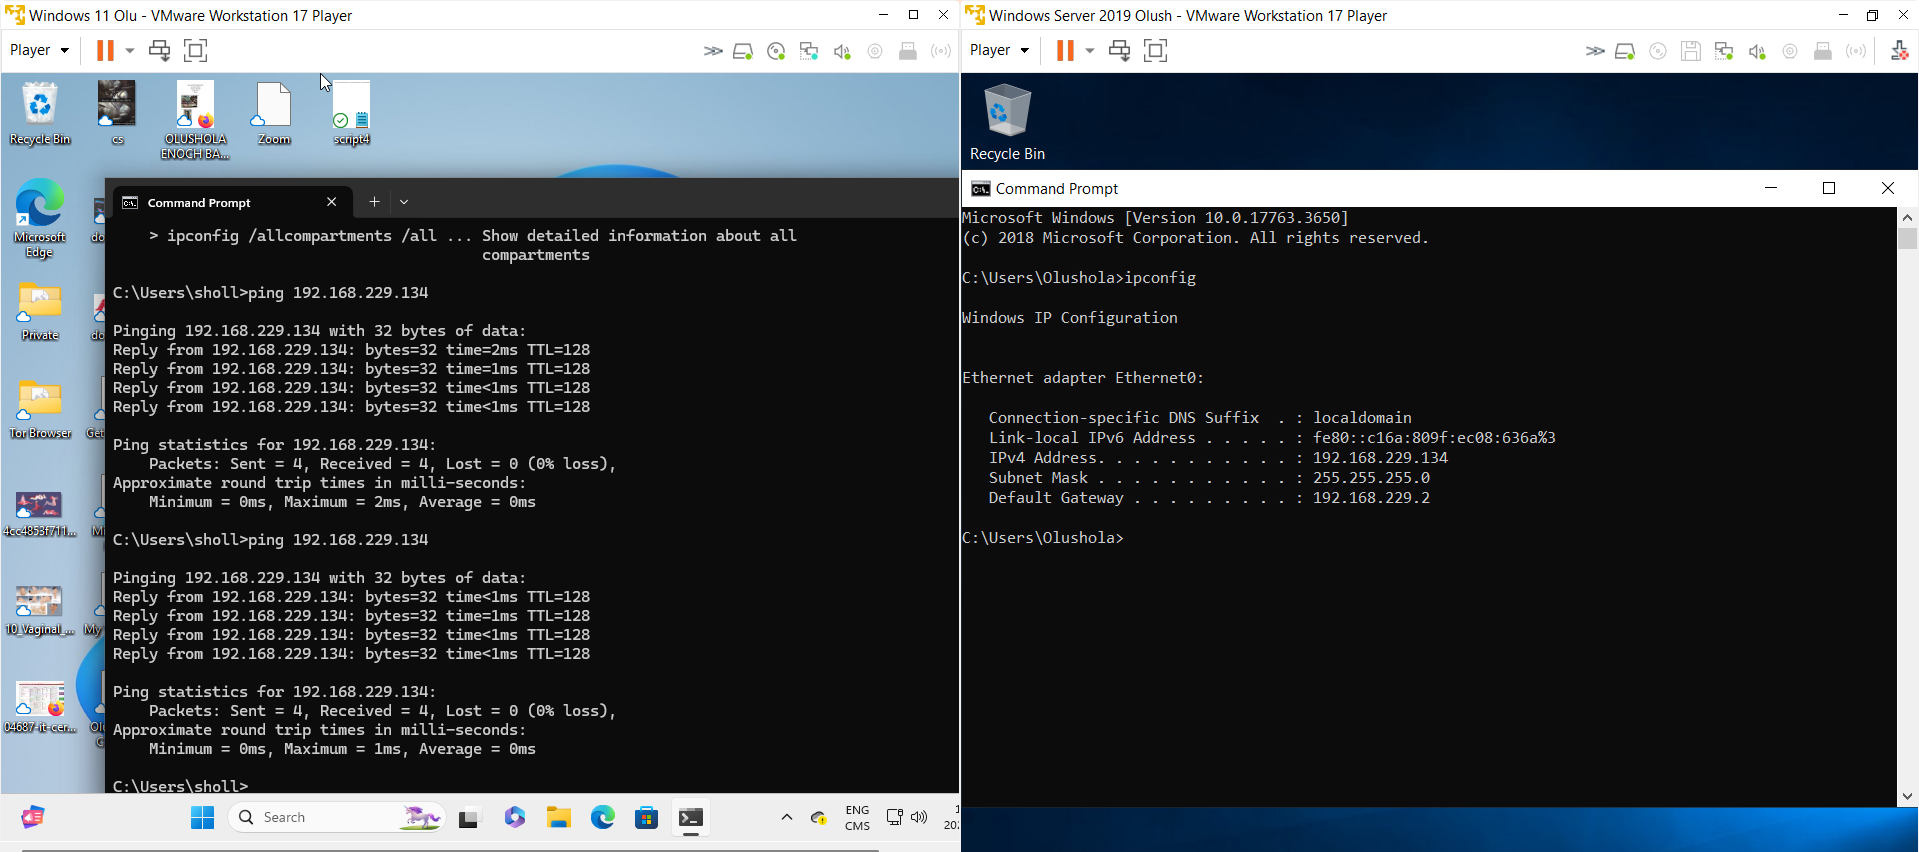 Windows 11 Olu - VMware Workstation 17 Player
Player
Recycle Bin
cs
OLUSHOLA
ENOCH BA...
Zoom
script4
Microsoft
Edge
do
Private
do
Tor Browser
Get
4cc4853f711...
10_Vaginal_...
My
04687-it-cer...
Command Prompt
> ipconfig /allcompartments /all ... Show detailed information about all
compartments
C:\Users\sholl>ping 192.168.229.134
Pinging 192.168.229.134 with 32 bytes of data:
Reply from 192.168.229.134: bytes=32 time=2ms TTL=128
Reply from 192.168.229.134: bytes=32 time=1ms TTL=128
Reply from 192.168.229.134: bytes=32 time<1ms TTL=128
Reply from 192.168.229.134: bytes=32 time<1ms TTL=128
Ping statistics for 192.168.229.134:
Packets: Sent = 4, Received = 4, Lost = 0 (0% loss),
Approximate round trip times in milli-seconds:
Minimum = 0ms, Maximum = 2ms, Average = 0ms
C:\Users\sholl>ping 192.168.229.134
Pinging 192.168.229.134 with 32 bytes of data:
Reply from 192.168.229.134: bytes=32 time<1ms TTL=128
Reply from 192.168.229.134: bytes=32 time=1ms TTL=128
Reply from 192.168.229.134: bytes=32 time<1ms TTL=128
Reply from 192.168.229.134: bytes=32 time<1ms TTL=128
Ping statistics for 192.168.229.134:
Packets: Sent = 4, Received = 4, Lost = 0 (0% loss),
Approximate round trip times in milli-seconds:
Minimum = 0ms, Maximum = 1ms, Average = 0ms
C:\Users\sholl>
Search
ENG
CMS
Windows Server 2019 Olush - VMware Workstation 17 Player
Player
Recycle Bin
Command Prompt
Microsoft Windows [Version 10.0.17763.3650]
(c) 2018 Microsoft Corporation. All rights reserved.
C:\Users\Olushola>ipconfig
Windows IP Configuration
Ethernet adapter Ethernet0:
Connection-specific DNS Suffix . : localdomain
Link-local IPv6 Address . . . . . : fe80::c16a:809f:ec08:636a%3
IPv4 Address. . . . . . . . . . . : 192.168.229.134
Subnet Mask . . . . . . . . . . . : 255.255.255.0
Default Gateway . . . . . . . . . : 192.168.229.2
C:\Users\Olushola>